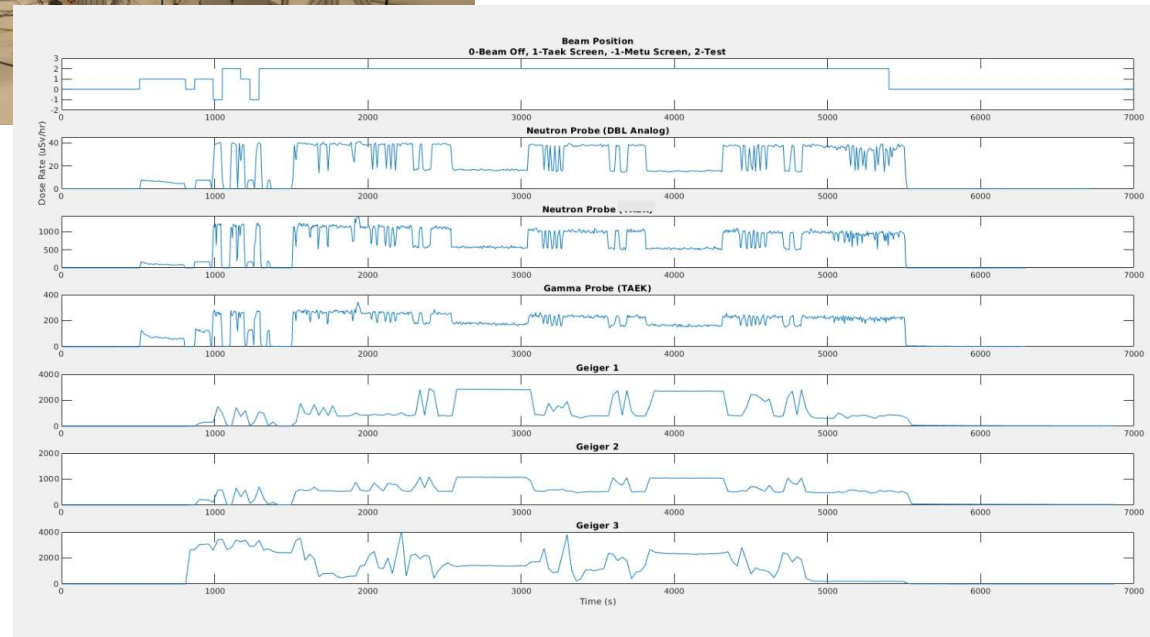 Beam Position
0-Beam Off, 1-Taek Screen, -1-Metu Screen, 2-Test
3
2
1
0
-1
-2
0 1000 2000 3000 4000 5000 6000 7000
Dose Rate (uSv/hr)
Neutron Probe (DBL Analog)
40
20
0
0 1000 2000 3000 4000 5000 6000 7000
Neutron Probe
1000
500
0
0 1000 2000 3000 4000 5000 6000 7000
Gamma Probe (TAEK)
400
200
0
0 1000 2000 3000 4000 5000 6000 7000
Geiger 1
4000
2000
0
0 1000 2000 3000 4000 5000 6000 7000
Geiger 2
2000
1000
0
0 1000 2000 3000 4000 5000 6000 7000
Geiger 3
4000
2000
0
0 1000 2000 3000 4000 5000 6000 7000
Time (s)